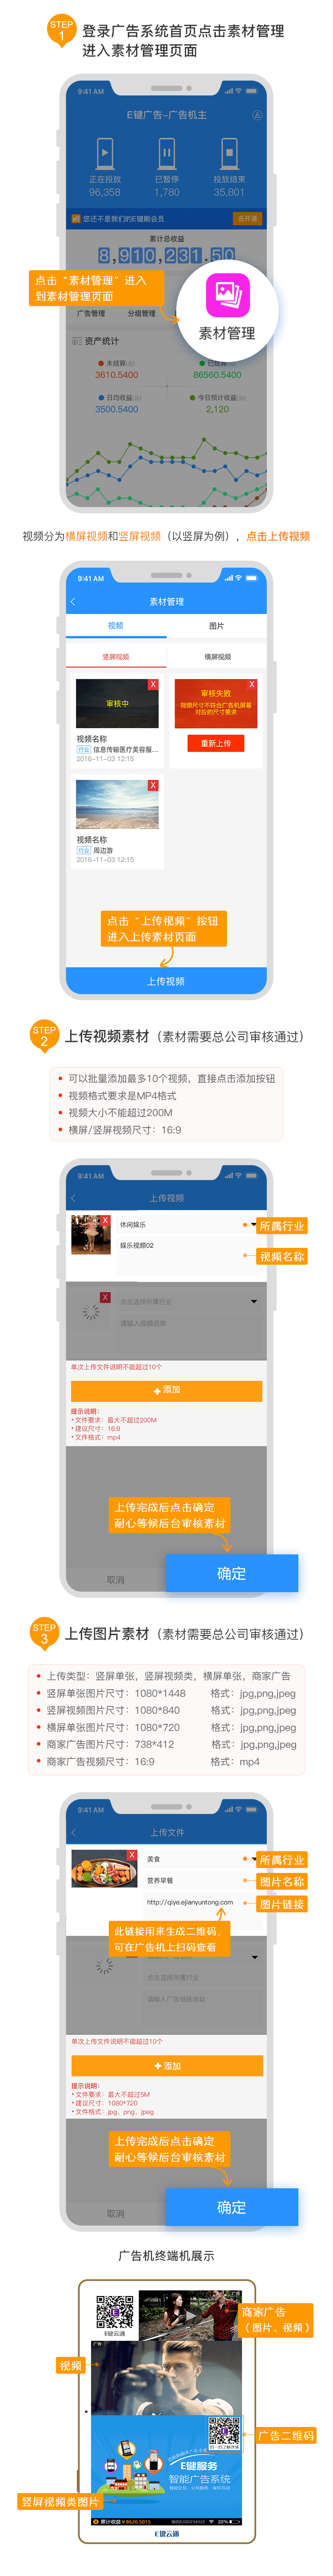 STEP 1
登录广告系统首页点击素材管理
进入素材管理页面
9:41 AM
E键广告-广告机主
正在投放
已暂停
投放结束
96,358
1,780
35,801
您还不是我们的E键刷会员
去开通
累计总收益
8,910,281.50
点击“素材管理”进入
到素材管理页面
广告管理
分组管理
素材管理
资产统计
未结算(元)
3610.5400
86560.5400
日均收益(元)
今日预计收益(元)
3500.5400
2,120
视频分为横屏视频和竖屏视频（以竖屏为例），点击上传视频
9:41 AM
素材管理
视频
图片
竖屏视频
横屏视频
X
审核中
视频名称
行业 信息传输医疗美容服...
2016-11-03 12:15
X
审核失败
视频尺寸不符合广告机屏幕
对应的尺寸要求
重新上传
X
视频名称
行业 周边游
2016-11-03 12:15
点击“上传视频”按钮
进入上传素材页面
上传视频
STEP 2
上传视频素材（素材需要总公司审核通过）
• 可以批量添加最多10个视频，直接点击添加按钮
• 视频格式要求是MP4格式
• 视频大小不能超过200M
• 横屏/竖屏视频尺寸：16:9
9:41 AM
上传视频
X
休闲娱乐
所属行业
娱乐视频02
视频名称
X
点击选择所属行业
请输入视频名称
单次上传文件说明不能超过10个
+ 添加
提示说明：
• 文件要求：最大不超过200M
• 建议尺寸：16:9
• 文件格式：mp4
上传完成后点击确定
耐心等候后台审核素材
取消
确定
STEP 3
上传图片素材（素材需要总公司审核通过）
• 上传类型：竖屏单张，竖屏视频类，横屏单张，商家广告
• 竖屏单张图片尺寸：1080*1448 格式：jpg,png,jpeg
• 竖屏视频图片尺寸：1080*840 格式：jpg,png,jpeg
• 横屏单张图片尺寸：1080*720 格式：jpg,png,jpeg
• 商家广告图片尺寸：738*412 格式：jpg,png,jpeg
• 商家广告视频尺寸：16:9 格式：mp4
9:41 AM
上传文件
X
美食
所属行业
营养早餐
图片名称
http://qiye.ejianyuntong.com
图片链接
此链接用来生成二维码，
可在广告机上扫码查看
点击选择所属行业
请输入广告链接地址
单次上传文件说明不能超过10个
+ 添加
提示说明：
• 文件要求：最大不超过5M
• 建议尺寸：1080*720
• 文件格式：jpg、png、jpeg
上传完成后点击确定
耐心等候后台审核素材
取消
确定
广告机终端机展示
E键云通
商家广告
（图片、视频）
广告
视频
广告二维码
E键服务
智能广告系统
竖屏视频类图片
累计收益￥8626.5015
22%
E键云通